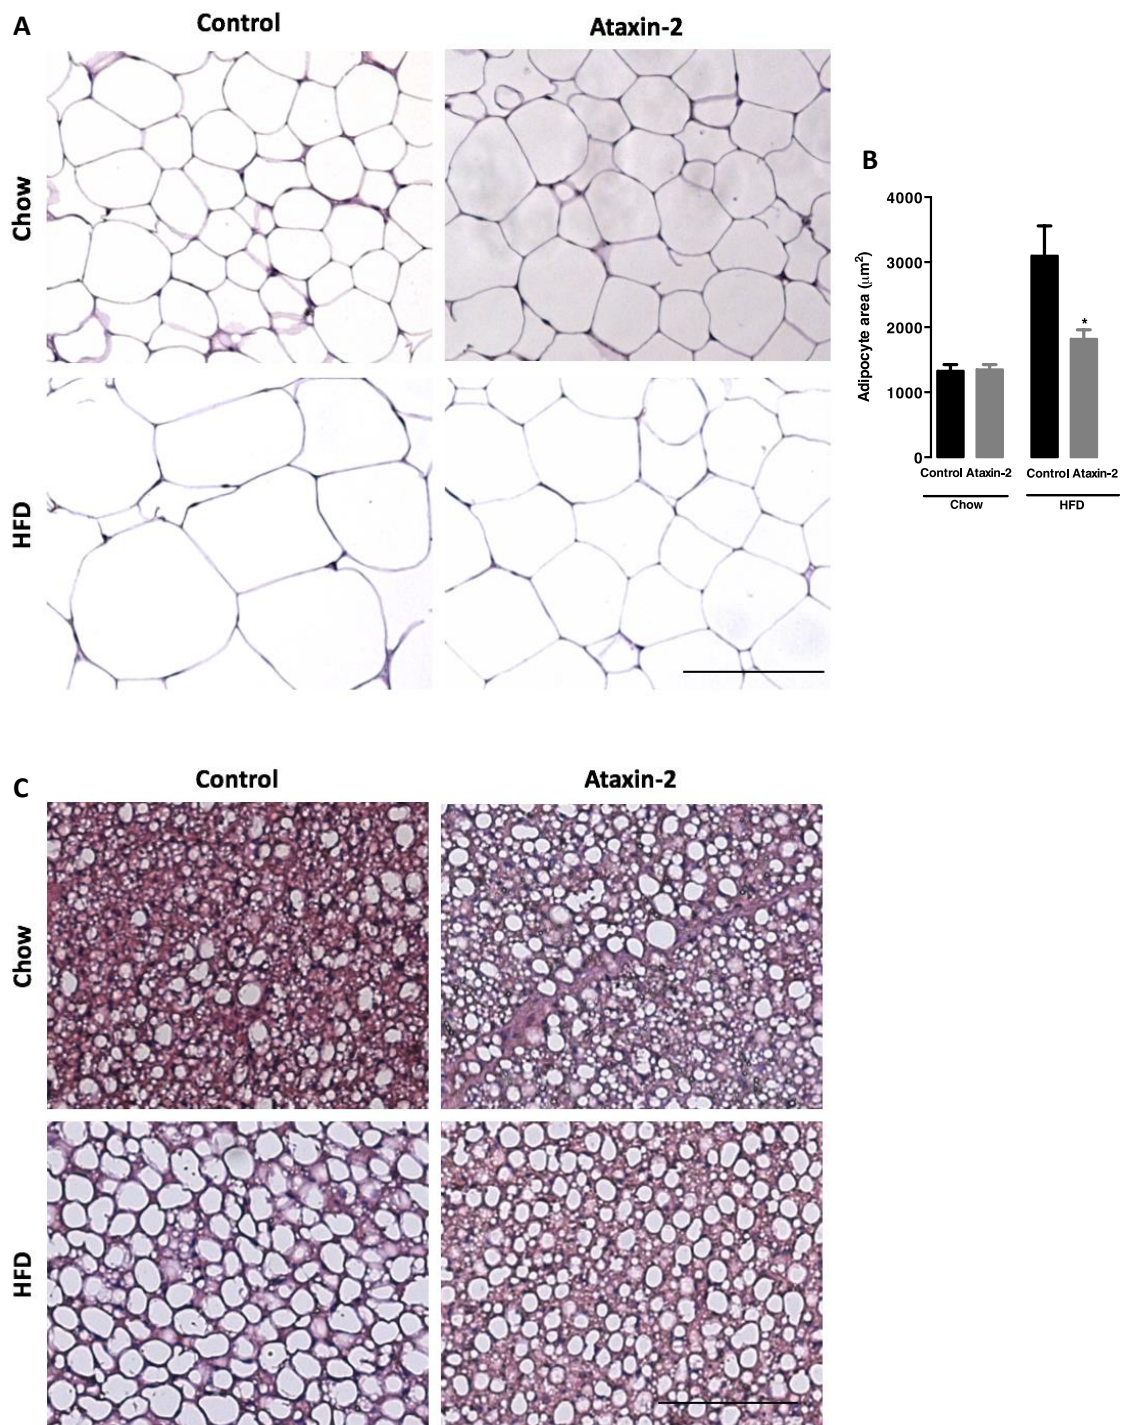 A
Control
Ataxin-2
Chow
HFD
B
Adipocyte area (μm²)
4000
3000
2000
1000
0
*
Control Ataxin-2
Control Ataxin-2
Chow
HFD
C
Control
Ataxin-2
Chow
HFD